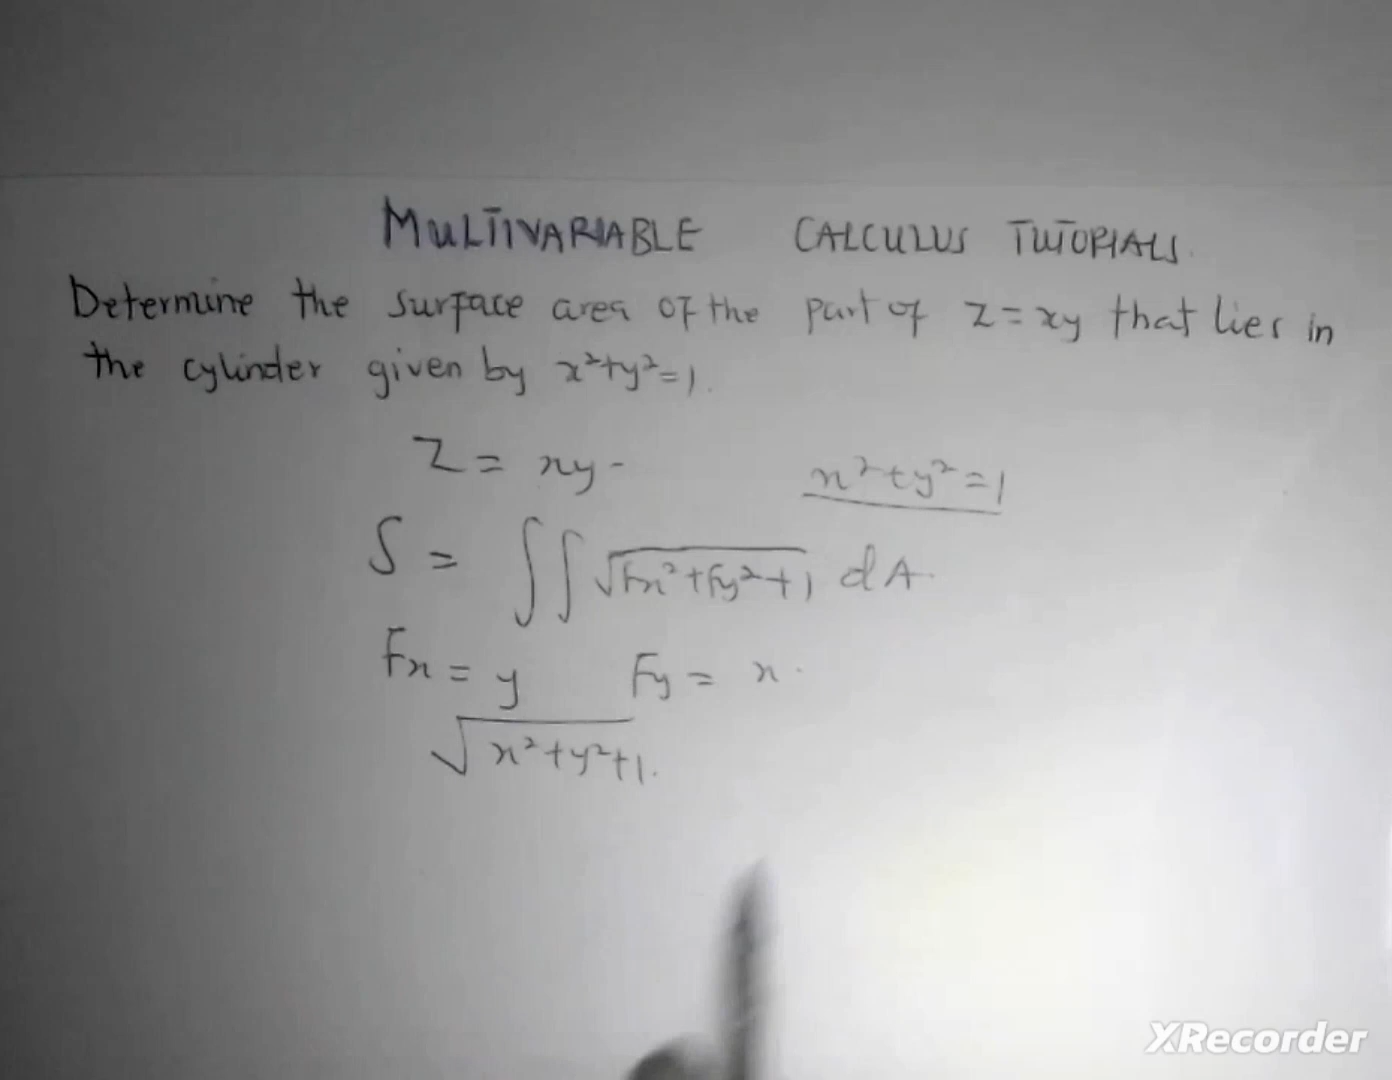 MULTIVARIABLE CALCULUS TUTORIALS.
Determine the surface area of the part of z=xy that lies in
the cylinder given by x²+y²=1.
Z = xy-
x²+y²=1
S = ∬ √(Fx²+Fy²+1) dA.
Fx = y Fy = x.
√(x²+y²+1).
XRecorder